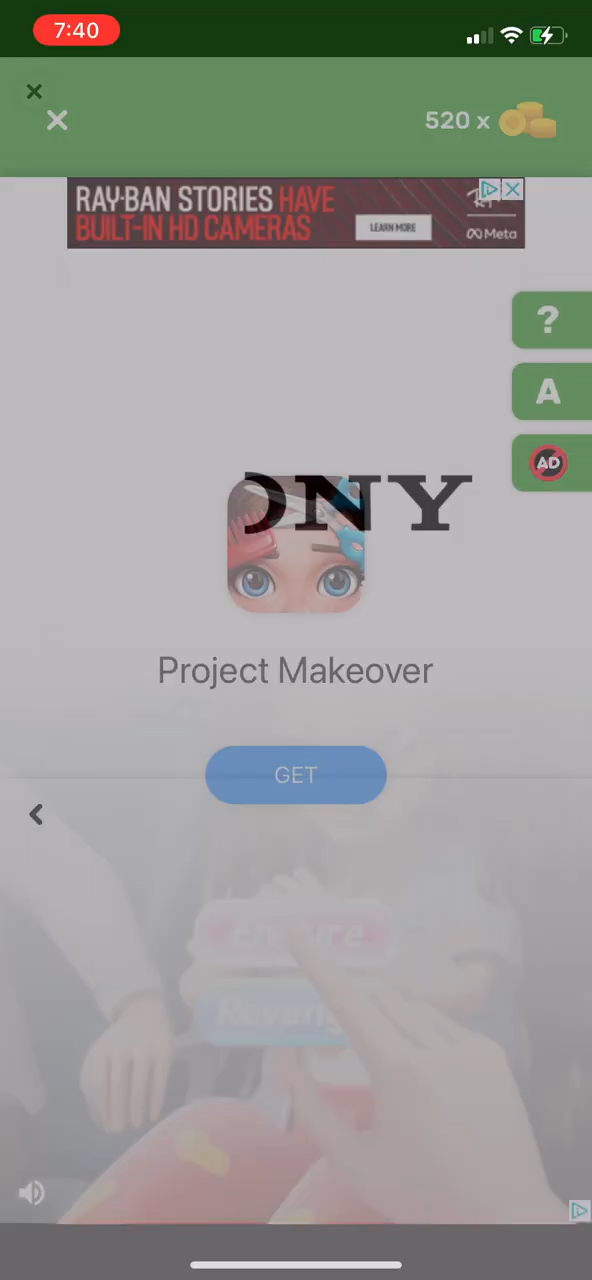 7:40
520 x
RAY-BAN STORIES HAVE
BUILT-IN HD CAMERAS
LEARN MORE
Meta
?
A
AD
ONY
Project Makeover
GET